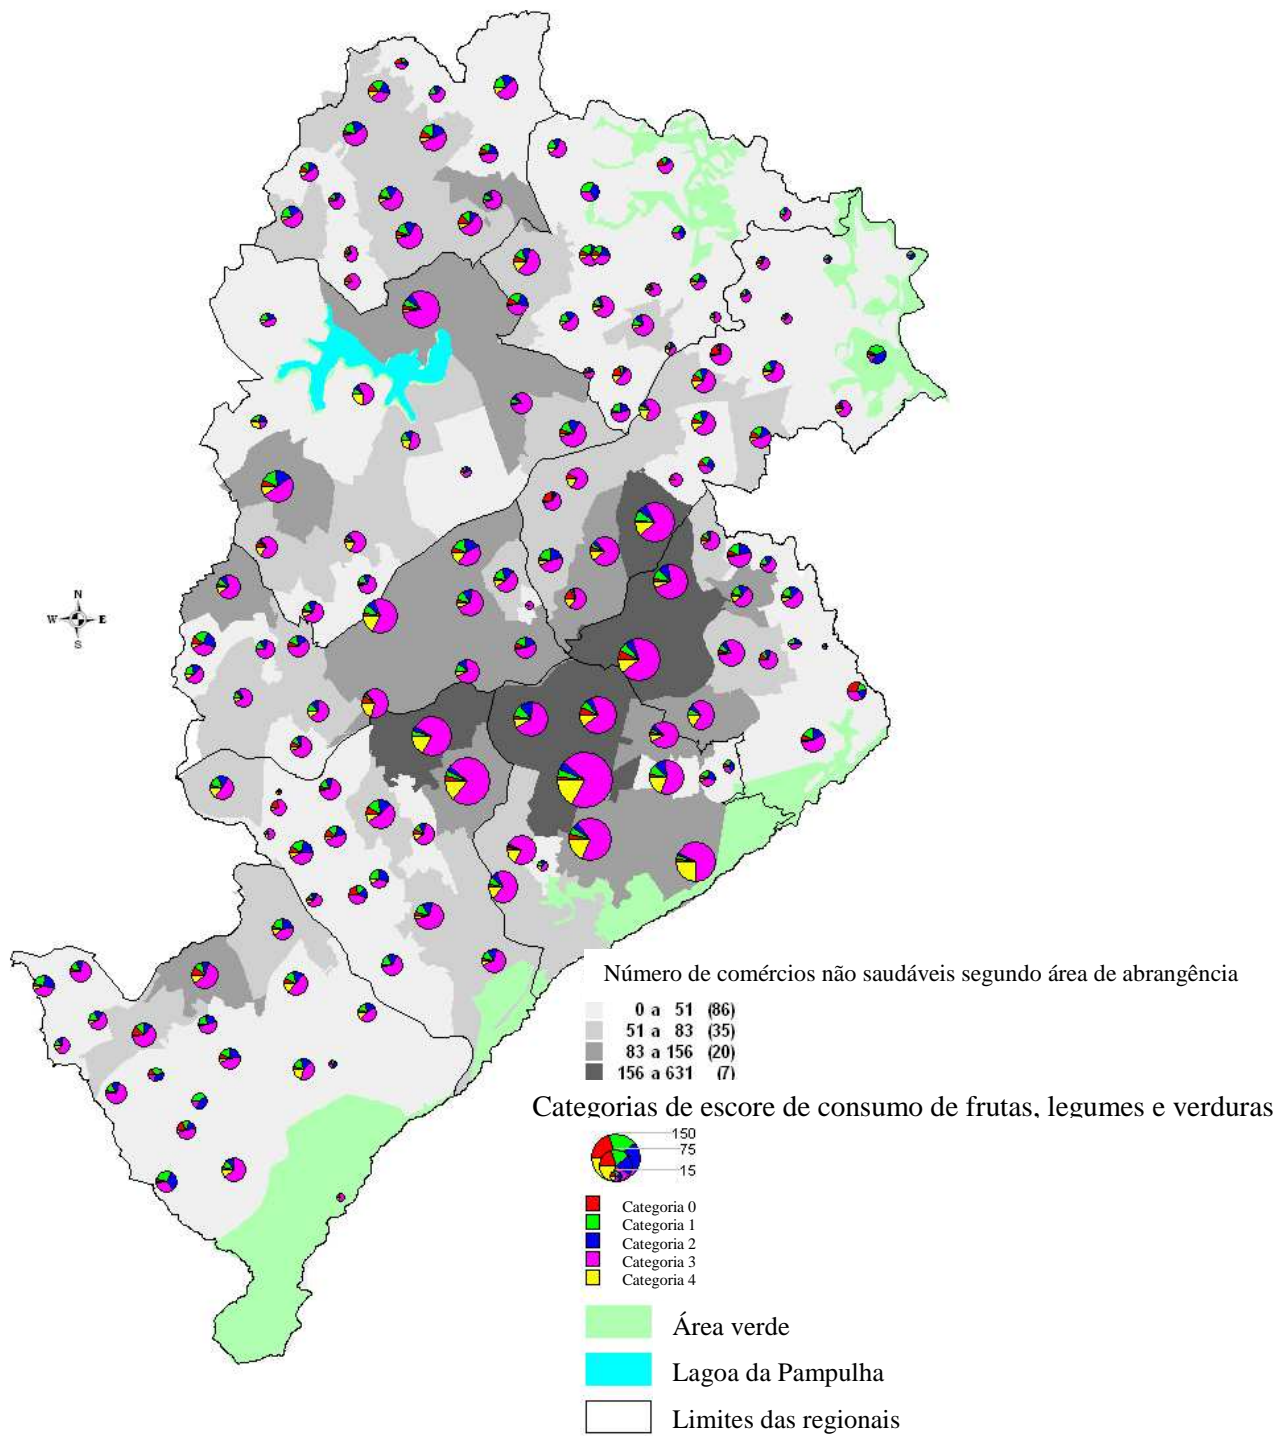 N
W E
S
Número de comércios não saudáveis segundo área de abrangência
0 a 51 (86)
51 a 83 (35)
83 a 156 (20)
156 a 631 (7)
Categorias de escore de consumo de frutas, legumes e verduras
150
75
15
Categoria 0
Categoria 1
Categoria 2
Categoria 3
Categoria 4
Área verde
Lagoa da Pampulha
Limites das regionais